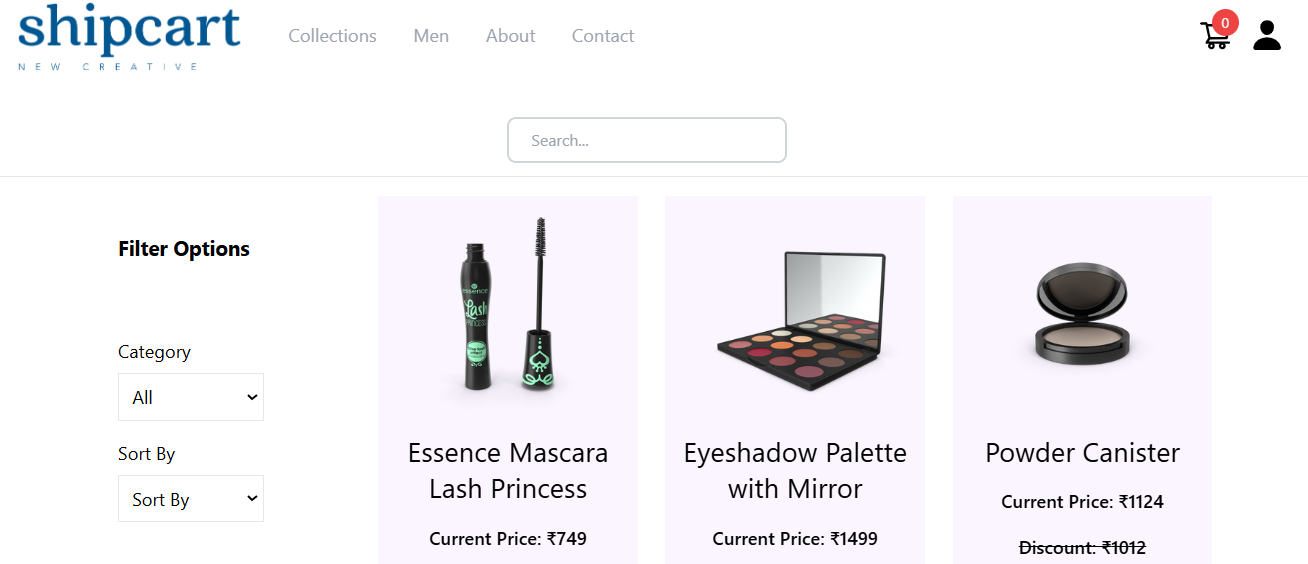 shipcart
NEW CREATIVE
Collections Men About Contact
0
Search...
Filter Options
Category
All
Sort By
Sort By
essence
Lash
PRINCESS
Essence Mascara
Lash Princess
Current Price: ₹749
Eyeshadow Palette
with Mirror
Current Price: ₹1499
Powder Canister
Current Price: ₹1124
Discount: ₹1012